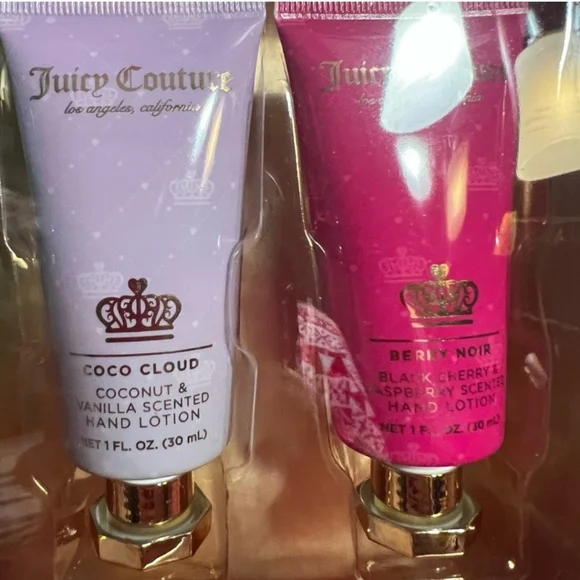 Juicy Couture
los angeles, california
COCO CLOUD
COCONUT &
VANILLA SCENTED
HAND LOTION
NET 1 FL. OZ. (30 mL)
Juicy
BERRY NOIR
BLACK CHERRY &
RASPBERRY SCENTED
HAND LOTION
NET 1 FL. OZ. (30 mL)